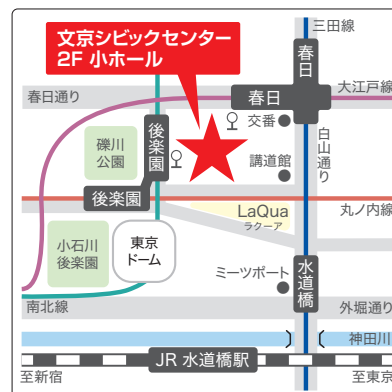 三田線
文京シビックセンター
2F 小ホール
春日
大江戸線
春日通り
春日
交番
白山通り
後楽園
礫川
公園
講道館
後楽園
LaQua
ラクーア
丸ノ内線
小石川
後楽園
東京
ドーム
ミーツポート
水道橋
南北線
外堀通り
神田川
JR 水道橋駅
至新宿
至東京